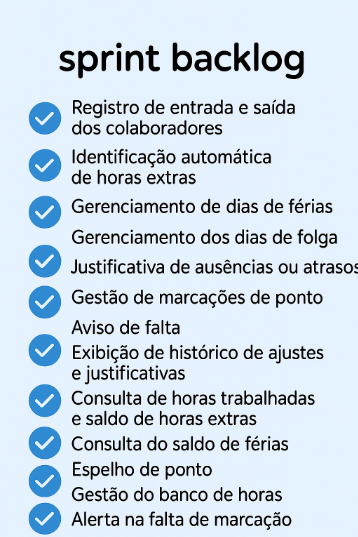 sprint backlog
Registro de entrada e saída
dos colaboradores
Identificação automática
de horas extras
Gerenciamento de dias de férias
Gerenciamento dos dias de folga
Justificativa de ausências ou atrasos
Gestão de marcações de ponto
Aviso de falta
Exibição de histórico de ajustes
e justificativas
Consulta de horas trabalhadas
e saldo de horas extras
Consulta do saldo de férias
Espelho de ponto
Gestão do banco de horas
Alerta na falta de marcação